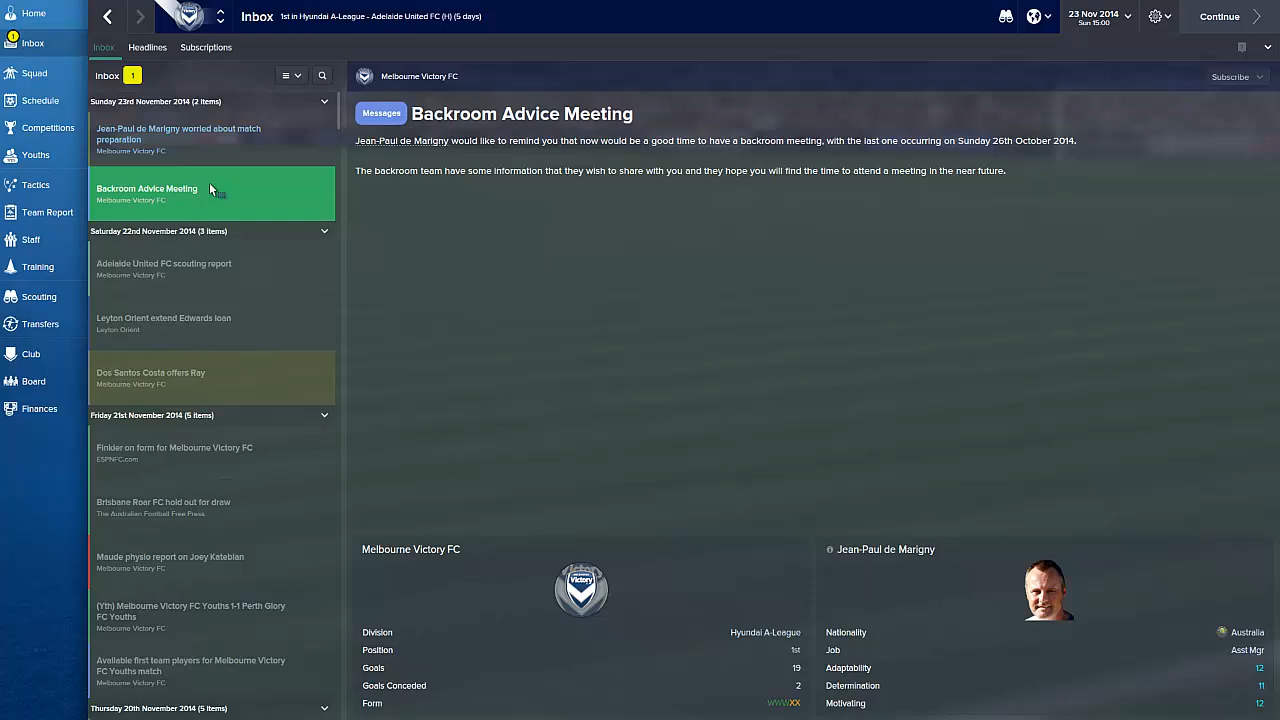 Home
Inbox
1
Squad
Schedule
Competitions
Youths
Tactics
Team Report
Staff
Training
Scouting
Transfers
Club
Board
Finances
Inbox 1st in Hyundai A-League - Adelaide United FC (H) (5 days)
23 Nov 2014
Sun 15:00
Continue
Inbox Headlines Subscriptions
Inbox 1
Sunday 23rd November 2014 (2 items)
Jean-Paul de Marigny worried about match
preparation
Melbourne Victory FC
Backroom Advice Meeting
Melbourne Victory FC
Saturday 22nd November 2014 (3 items)
Adelaide United FC scouting report
Melbourne Victory FC
Leyton Orient extend Edwards loan
Leyton Orient
Dos Santos Costa offers Ray
Melbourne Victory FC
Friday 21st November 2014 (5 items)
Finkler on form for Melbourne Victory FC
ESPNFC.com
Brisbane Roar FC hold out for draw
The Australian Football Free Press.
Maude physio report on Joey Katebian
Melbourne Victory FC
(Yth) Melbourne Victory FC Youths 1-1 Perth Glory
FC Youths
Melbourne Victory FC
Available first team players for Melbourne Victory
FC Youths match
Melbourne Victory FC
Thursday 20th November 2014 (5 items)
Melbourne Victory FC
Subscribe
Messages Backroom Advice Meeting
Jean-Paul de Marigny would like to remind you that now would be a good time to have a backroom meeting, with the last one occurring on Sunday 26th October 2014.
The backroom team have some information that they wish to share with you and they hope you will find the time to attend a meeting in the near future.
Melbourne Victory FC
Victory
Division Hyundai A-League
Position 1st
Goals 19
Goals Conceded 2
Form WWWXX
Jean-Paul de Marigny
Nationality Australia
Job Asst Mgr
Adaptability 12
Determination 11
Motivating 12